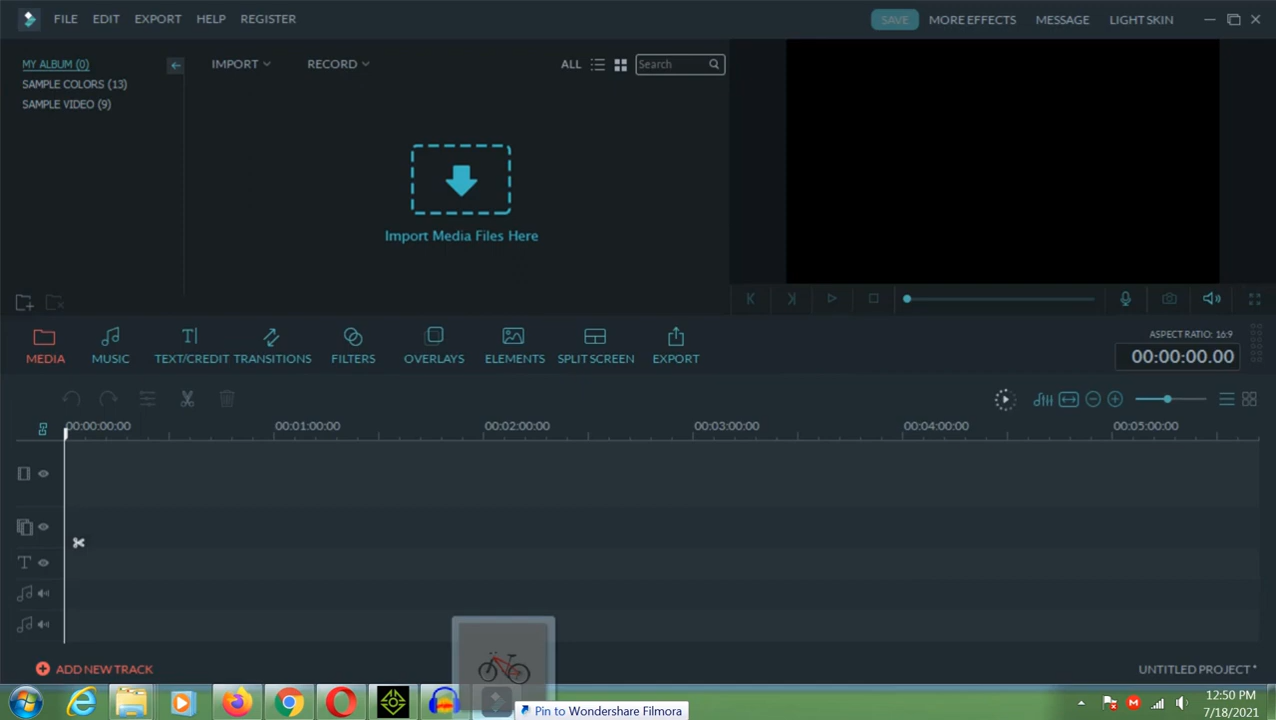 FILE EDIT EXPORT HELP REGISTER SAVE MORE EFFECTS MESSAGE LIGHT SKIN
MY ALBUM (0) IMPORT RECORD ALL Search
SAMPLE COLORS (13)
SAMPLE VIDEO (9)
Import Media Files Here
MEDIA MUSIC TEXT/CREDIT TRANSITIONS FILTERS OVERLAYS ELEMENTS SPLIT SCREEN EXPORT
ASPECT RATIO: 16:9
00:00:00.00
00:00:00:00 00:01:00:00 00:02:00:00 00:03:00:00 00:04:00:00 00:05:00:00
ADD NEW TRACK UNTITLED PROJECT *
Pin to Wondershare Filmora
12:50 PM
7/18/2021